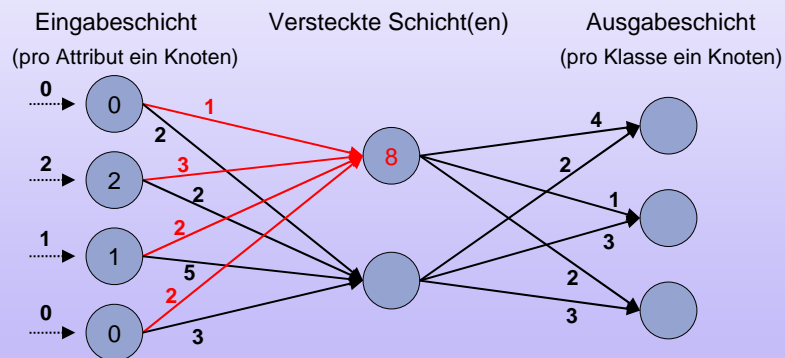 Eingabeschicht Versteckte Schicht(en) Ausgabeschicht
(pro Attribut ein Knoten) (pro Klasse ein Knoten)
0 0 1 4
2
2 2 3 8 2
2 1
1 1 2 3
5
0 0 2 2
3 3